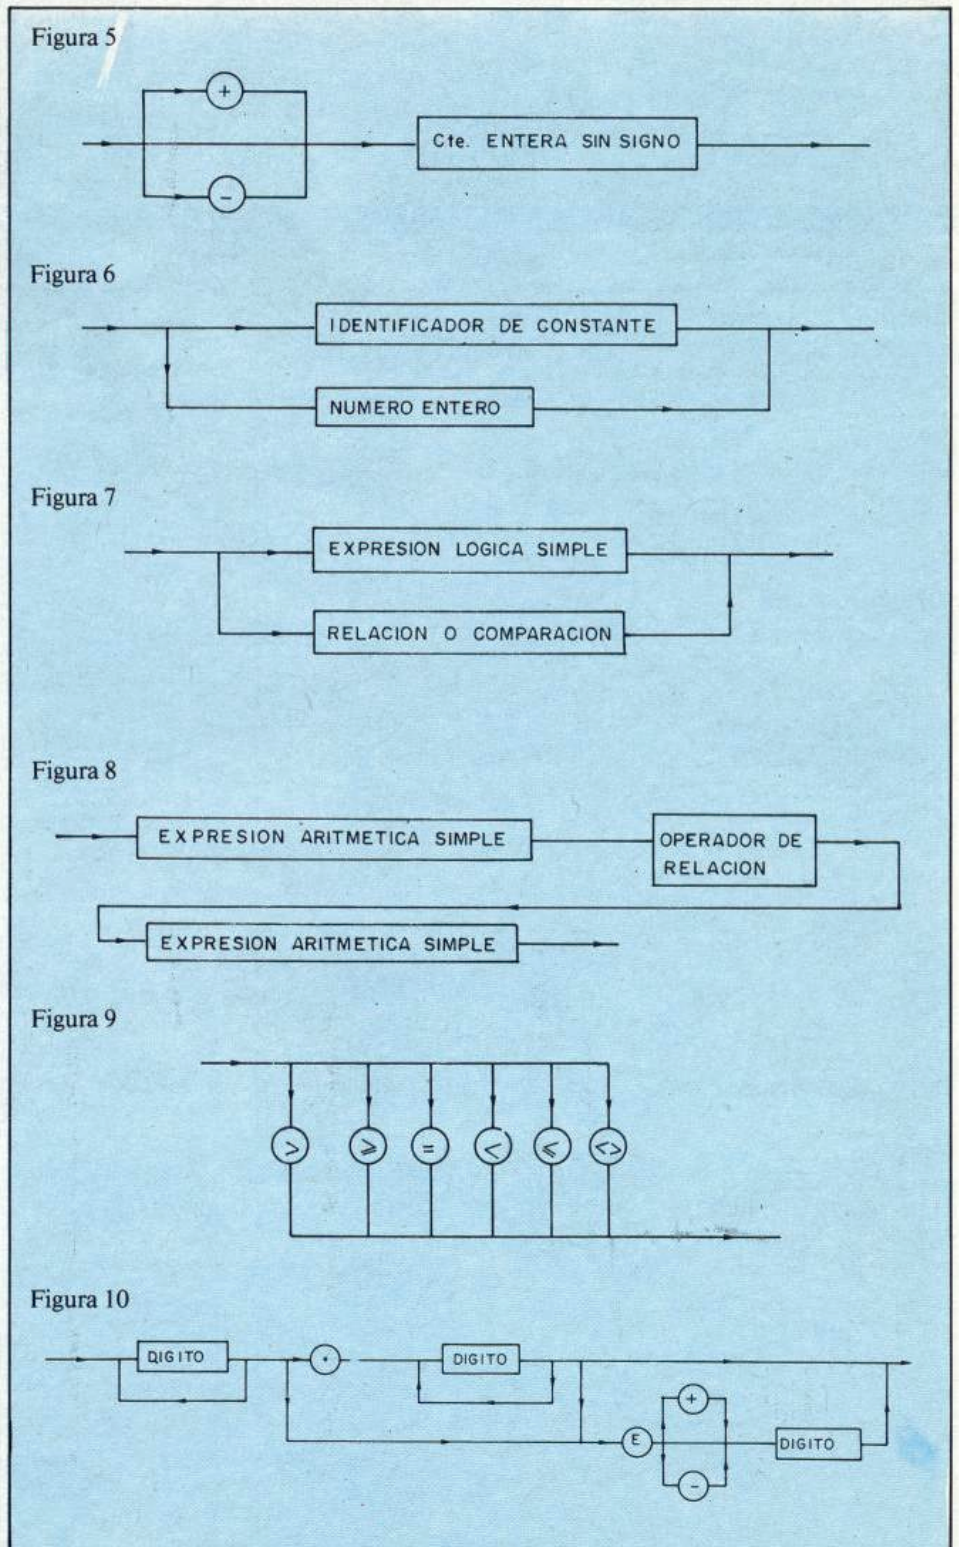 Figura 5
+
Cte. ENTERA SIN SIGNO
-
Figura 6
IDENTIFICADOR DE CONSTANTE
NUMERO ENTERO
Figura 7
EXPRESION LOGICA SIMPLE
RELACION O COMPARACION
Figura 8
EXPRESION ARITMETICA SIMPLE
OPERADOR DE
RELACION
EXPRESION ARITMETICA SIMPLE
Figura 9
> ⩾ = < ⩽ <>
Figura 10
DIGITO . DIGITO
+
E DIGITO
-